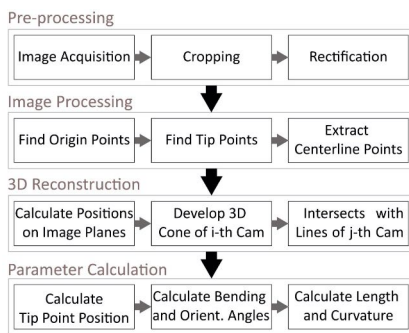 Pre-processing
Image Acquisition
Cropping
Rectification
Image Processing
Find Origin Points
Find Tip Points
Extract
Centerline Points
3D Reconstruction
Calculate Positions
on Image Planes
Develop 3D
Cone of i-th Cam
Intersects with
Lines of j-th Cam
Parameter Calculation
Calculate
Tip Point Position
Calculate Bending
and Orient. Angles
Calculate Length
and Curvature